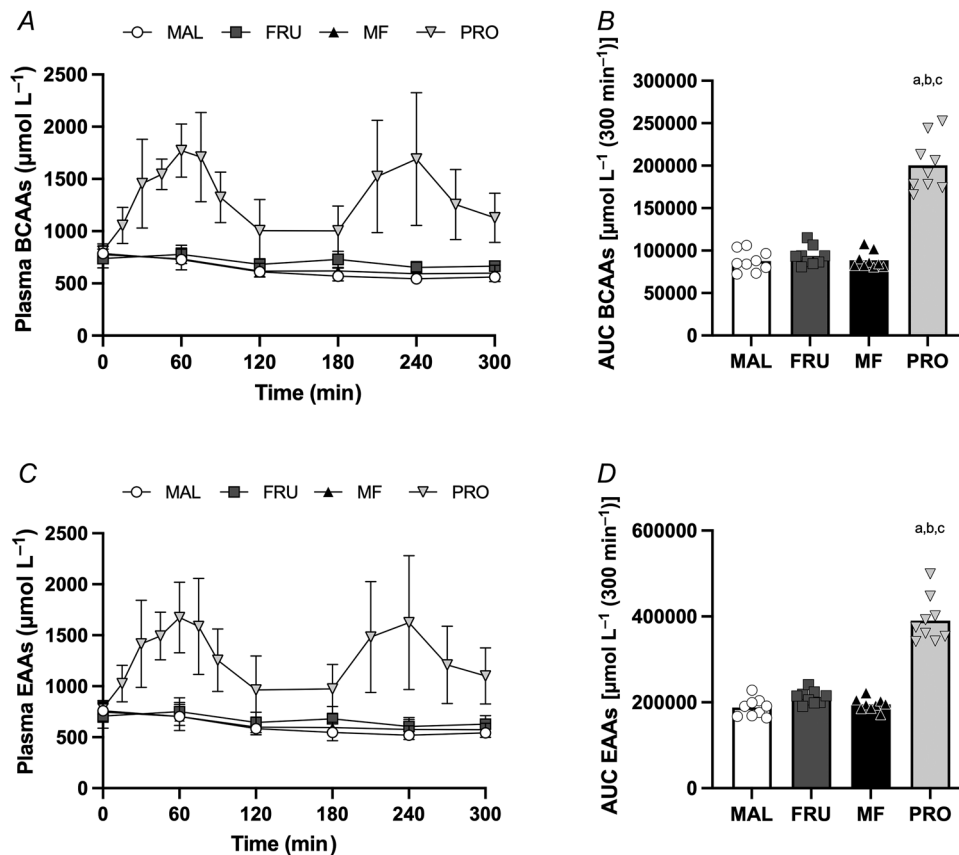 A
MAL FRU MF PRO
Plasma BCAAs (µmol L⁻¹)
2500
2000
1500
1000
500
0
0 60 120 180 240 300
Time (min)
B
AUC BCAAs [µmol L⁻¹ (300 min⁻¹)]
300000
250000
200000
150000
100000
50000
0
a,b,c
MAL FRU MF PRO
C
MAL FRU MF PRO
Plasma EAAs (µmol L⁻¹)
2500
2000
1500
1000
500
0
0 60 120 180 240 300
Time (min)
D
AUC EAAs [µmol L⁻¹ (300 min⁻¹)]
600000
400000
200000
0
a,b,c
MAL FRU MF PRO